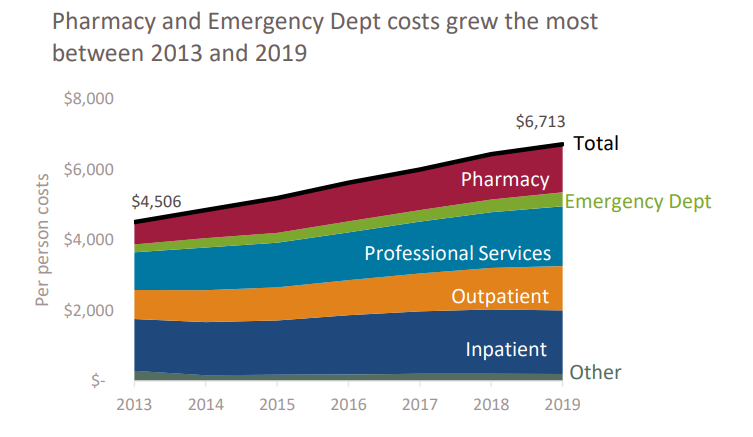 Pharmacy and Emergency Dept costs grew the most
between 2013 and 2019
$8,000
$6,713
Total
$6,000
Pharmacy
$4,506
Emergency Dept
Per person costs
$4,000
Professional Services
$2,000
Outpatient
Inpatient
Other
$-
2013 2014 2015 2016 2017 2018 2019